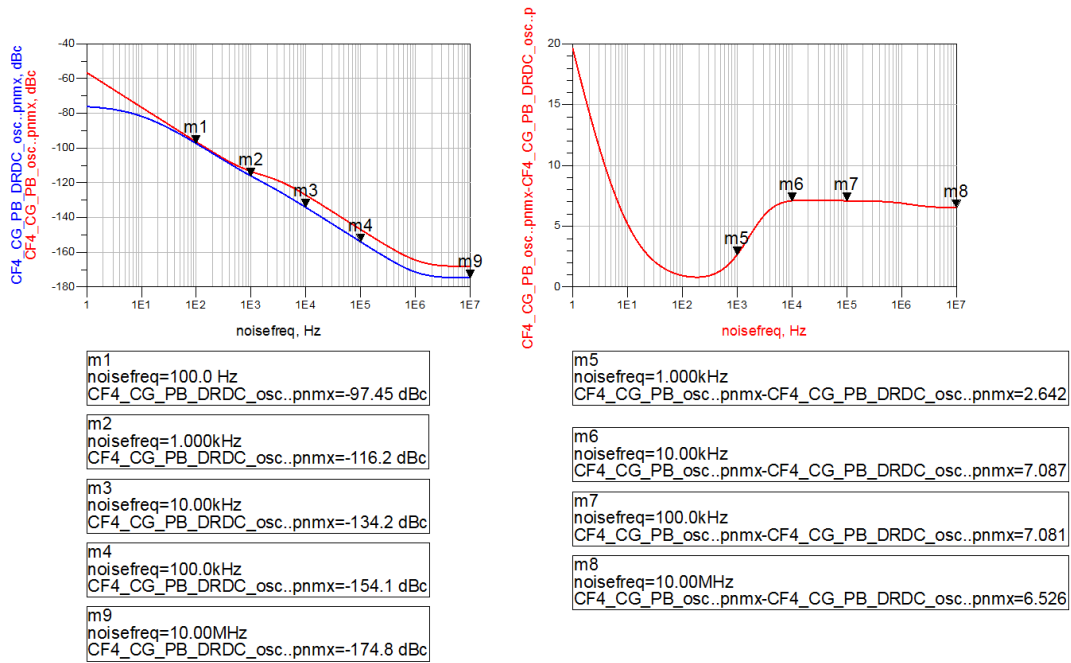 CF4_CG_PB_DRDC_osc..pnmx, dBc
CF4_CG_PB_osc..pnmx, dBc
-40
-60
-80
-100
-120
-140
-160
-180
m1
m2
m3
m4
m9
1
1E1
1E2
1E3
1E4
1E5
1E6
1E7
noisefreq, Hz
m1
noisefreq=100.0 Hz
CF4_CG_PB_DRDC_osc..pnmx=-97.45 dBc
m2
noisefreq=1.000kHz
CF4_CG_PB_DRDC_osc..pnmx=-116.2 dBc
m3
noisefreq=10.00kHz
CF4_CG_PB_DRDC_osc..pnmx=-134.2 dBc
m4
noisefreq=100.0kHz
CF4_CG_PB_DRDC_osc..pnmx=-154.1 dBc
m9
noisefreq=10.00MHz
CF4_CG_PB_DRDC_osc..pnmx=-174.8 dBc
CF4_CG_PB_osc..pnmx-CF4_CG_PB_DRDC_osc..p
20
15
10
5
0
m5
m6
m7
m8
1
1E1
1E2
1E3
1E4
1E5
1E6
1E7
noisefreq, Hz
m5
noisefreq=1.000kHz
CF4_CG_PB_osc..pnmx-CF4_CG_PB_DRDC_osc..pnmx=2.642
m6
noisefreq=10.00kHz
CF4_CG_PB_osc..pnmx-CF4_CG_PB_DRDC_osc..pnmx=7.087
m7
noisefreq=100.0kHz
CF4_CG_PB_osc..pnmx-CF4_CG_PB_DRDC_osc..pnmx=7.081
m8
noisefreq=10.00MHz
CF4_CG_PB_osc..pnmx-CF4_CG_PB_DRDC_osc..pnmx=6.526